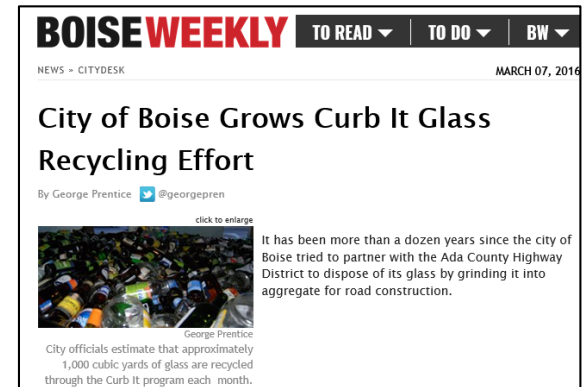 BOISEWEEKLY TO READ TO DO BW
NEWS » CITYDESK MARCH 07, 2016
City of Boise Grows Curb It Glass
Recycling Effort
By George Prentice @georgepren
click to enlarge
It has been more than a dozen years since the city of
Boise tried to partner with the Ada County Highway
District to dispose of its glass by grinding it into
aggregate for road construction.
George Prentice
City officials estimate that approximately
1,000 cubic yards of glass are recycled
through the Curb It program each month.